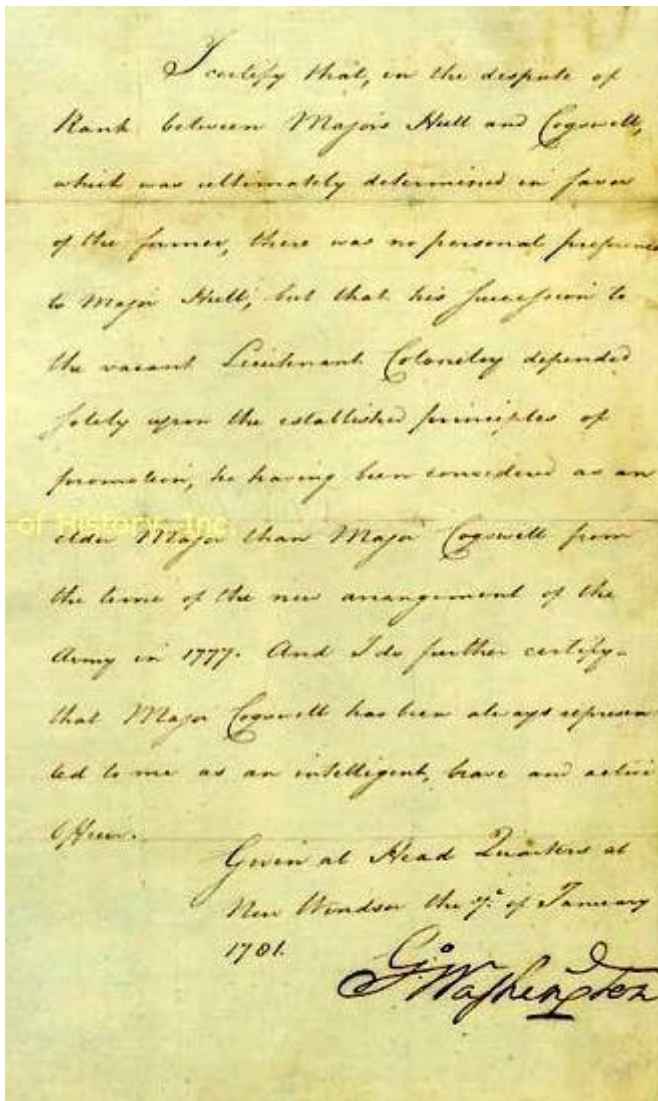 I certify that, in the dispute of
Rank between Majors Hull and Cogswell,
which was ultimately determined in favor
of the former, there was no personal preference
to Major Hull, but that his succession to
the vacant Lieutenant Colonelcy depended
solely upon the established principles of
promotion, he having been considered as an
of History, Inc
elder Major than Major Cogswell from
the time of the new arrangement of the
Army in 1777. And I do further certify
that Major Cogswell has been always represen
ted to me as an intelligent, brave and active
Officer.
Given at Head Quarters at
New Windsor the of January
1781.
G:Washington